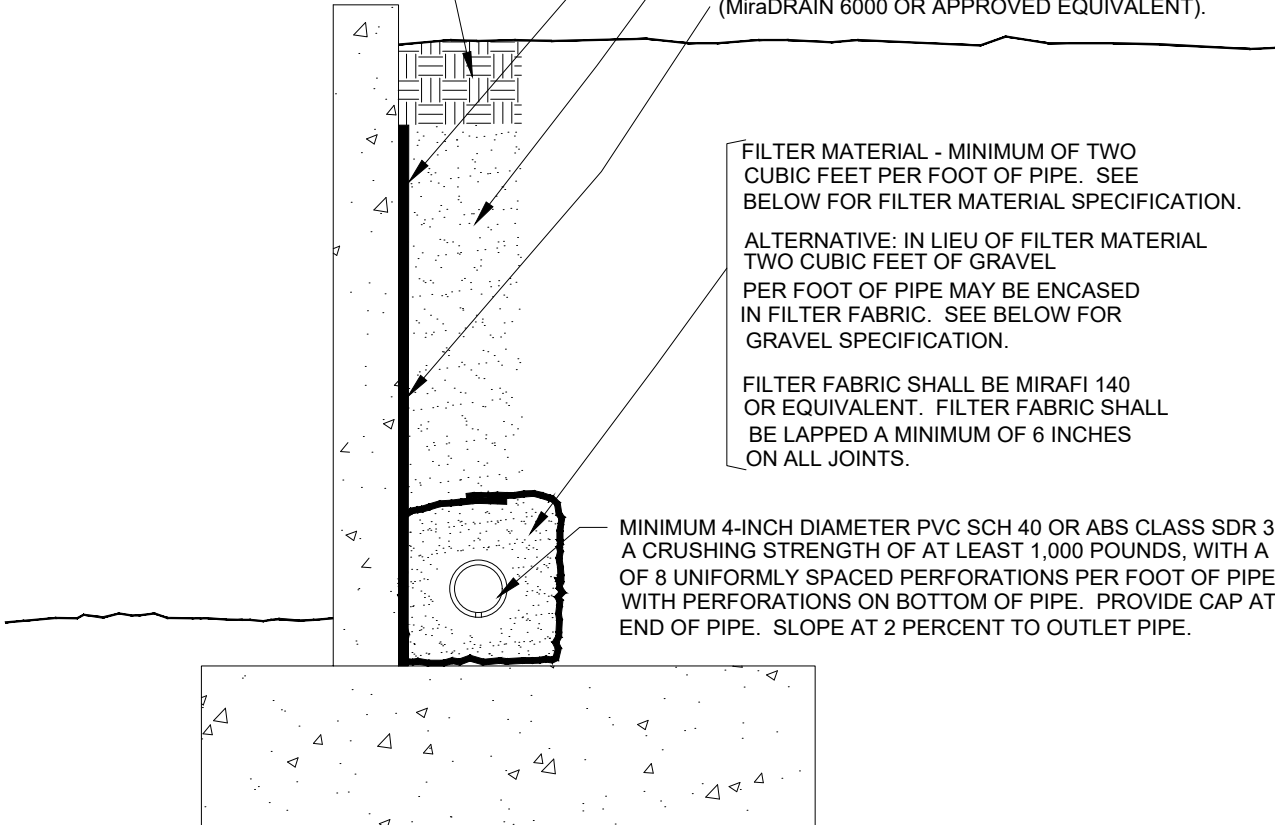 (MiraDRAIN 6000 OR APPROVED EQUIVALENT).
FILTER MATERIAL - MINIMUM OF TWO
CUBIC FEET PER FOOT OF PIPE. SEE
BELOW FOR FILTER MATERIAL SPECIFICATION.
ALTERNATIVE: IN LIEU OF FILTER MATERIAL
TWO CUBIC FEET OF GRAVEL
PER FOOT OF PIPE MAY BE ENCASED
IN FILTER FABRIC. SEE BELOW FOR
GRAVEL SPECIFICATION.
FILTER FABRIC SHALL BE MIRAFI 140
OR EQUIVALENT. FILTER FABRIC SHALL
BE LAPPED A MINIMUM OF 6 INCHES
ON ALL JOINTS.
MINIMUM 4-INCH DIAMETER PVC SCH 40 OR ABS CLASS SDR 3
A CRUSHING STRENGTH OF AT LEAST 1,000 POUNDS, WITH A
OF 8 UNIFORMLY SPACED PERFORATIONS PER FOOT OF PIPE
WITH PERFORATIONS ON BOTTOM OF PIPE. PROVIDE CAP AT
END OF PIPE. SLOPE AT 2 PERCENT TO OUTLET PIPE.